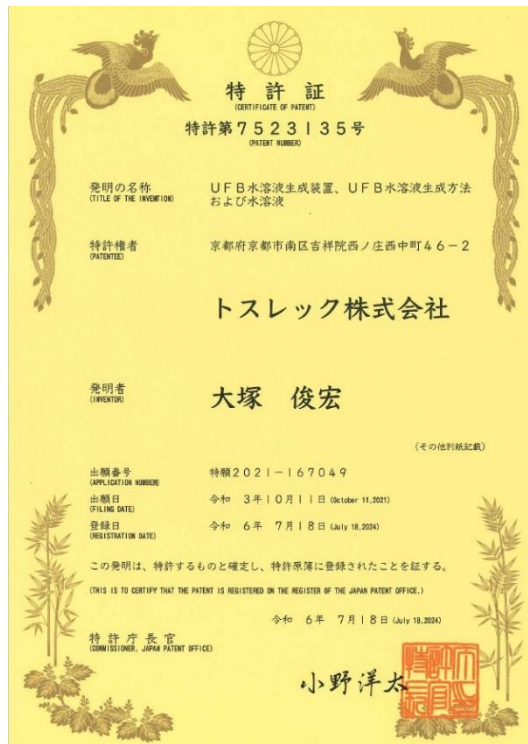 特許証
(CERTIFICATE OF PATENT)
特許第7523135号
(PATENT NUMBER)
発明の名称
(TITLE OF THE INVENTION)
UFB水溶液生成装置、UFB水溶液生成方法
および水溶液
特許権者
(PATENTEE)
京都府京都市南区吉祥院西ノ庄西中町46-2
トスレック株式会社
発明者
(INVENTOR)
大塚 俊宏
(その他別紙記載)
出願番号
(APPLICATION NUMBER)
特願2021-167049
出願日
(FILING DATE)
令和 3年10月11日(October 11,2021)
登録日
(REGISTRATION DATE)
令和 6年 7月18日(July 18,2024)
この発明は、特許するものと確定し、特許原簿に登録されたことを証する。
(THIS IS TO CERTIFY THAT THE PATENT IS REGISTERED ON THE REGISTER OF THE JAPAN PATENT OFFICE.)
令和 6年 7月18日(July 18,2024)
特許庁長官
(COMMISSIONER, JAPAN PATENT OFFICE)
小野洋太